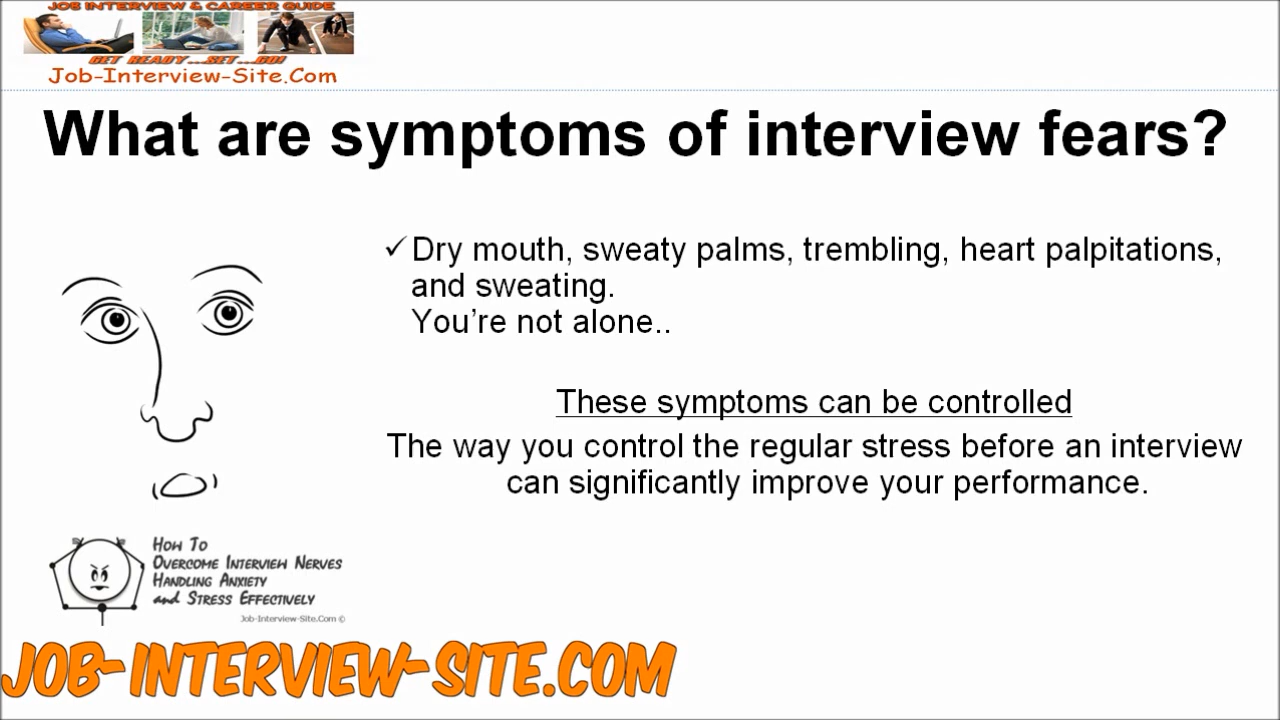 JOB INTERVIEW & CAREER GUIDE
GET READY...SET...GO!
Job-Interview-Site.Com
What are symptoms of interview fears?
✓Dry mouth, sweaty palms, trembling, heart palpitations,
and sweating.
You’re not alone..
These symptoms can be controlled
The way you control the regular stress before an interview
can significantly improve your performance.
How To
Overcome Interview Nerves
Handling Anxiety
and Stress Effectively
Job-Interview-Site.Com ©
JOB-INTERVIEW-SITE.COM